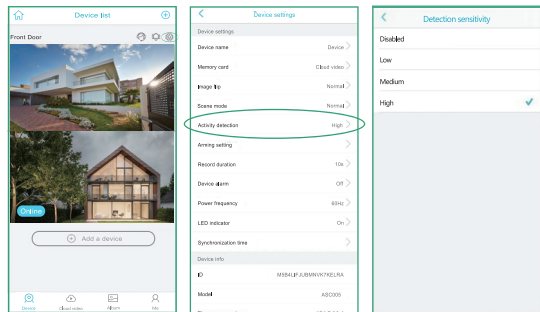 Device list
Front Door
Online
Add a device
Device
Cloud video
Album
Me
Device settings
Device settings
Device name Device
Memory card Cloud video
Image flip Normal
Scene mode Normal
Activity detection High
Arming setting
Record duration 10s
Device alarm Off
Power frequency 60Hz
LED indicator On
Synchronization time
Device info
ID
Model ASC005
Detection sensitivity
Disabled
Low
Medium
High